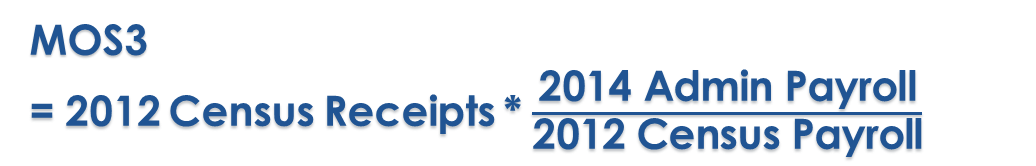 MOS3
= 2012 Census Receipts * 2014 Admin Payroll
2012 Census Payroll